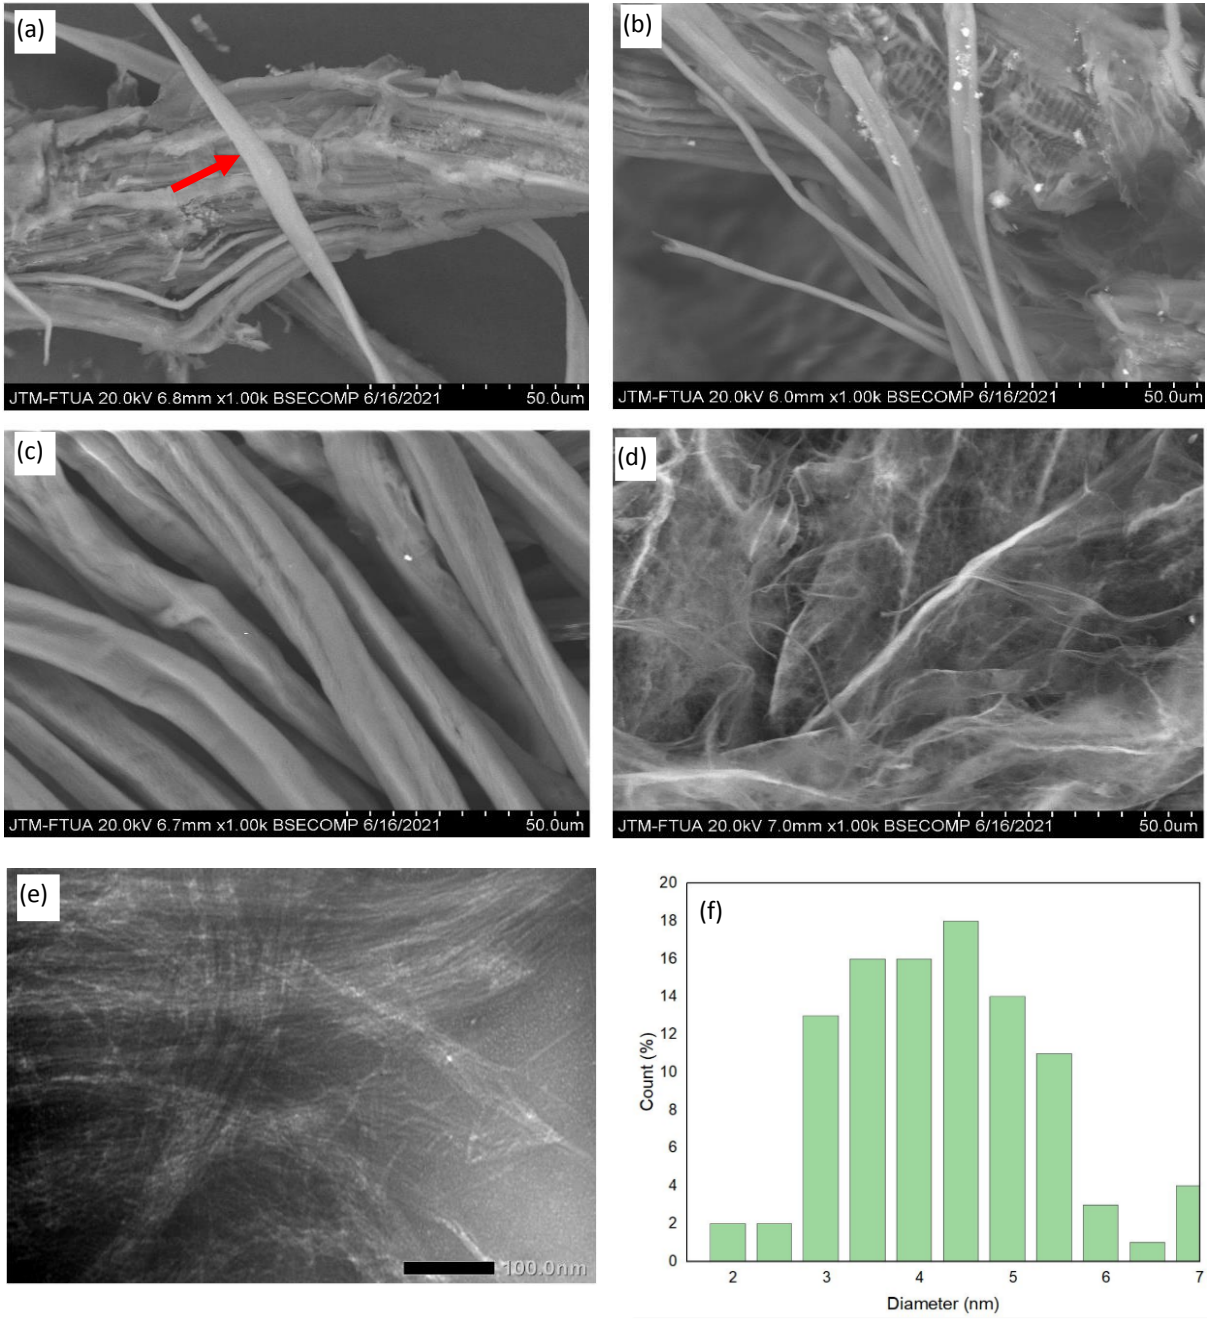 (a)
JTM-FTUA 20.0kV 6.8mm x1.00k BSECOMP 6/16/2021 50.0um
(b)
JTM-FTUA 20.0kV 6.0mm x1.00k BSECOMP 6/16/2021 50.0um
(c)
JTM-FTUA 20.0kV 6.7mm x1.00k BSECOMP 6/16/2021 50.0um
(d)
JTM-FTUA 20.0kV 7.0mm x1.00k BSECOMP 6/16/2021 50.0um
(e)
100.0nm
(f)
20
18
16
14
12
10
8
6
4
2
0
Count (%)
2 3 4 5 6 7
Diameter (nm)